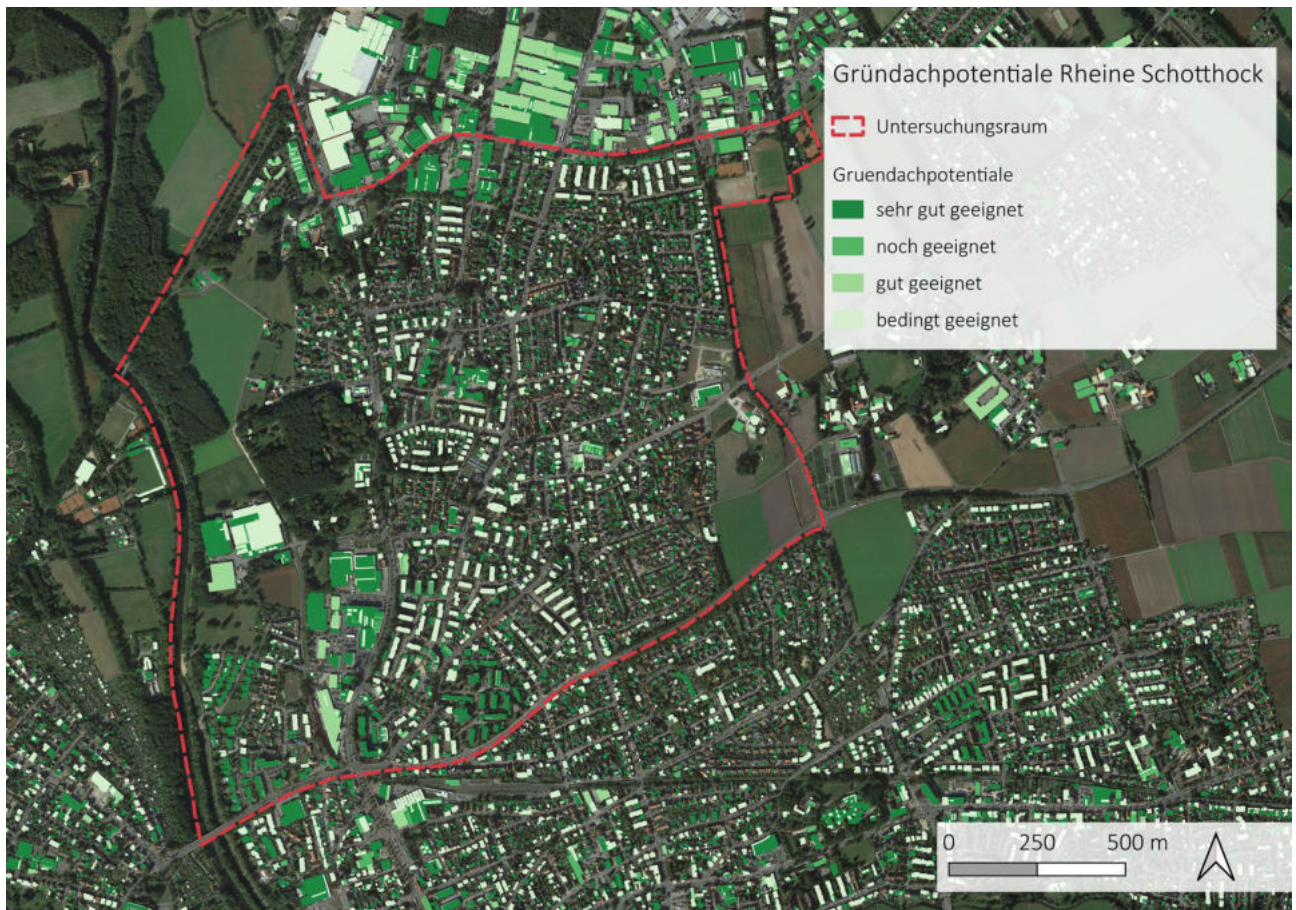 Gründachpotentiale Rheine Schotthock
Untersuchungsraum
Gruendachpotentiale
sehr gut geeignet
noch geeignet
gut geeignet
bedingt geeignet
0 250 500 m